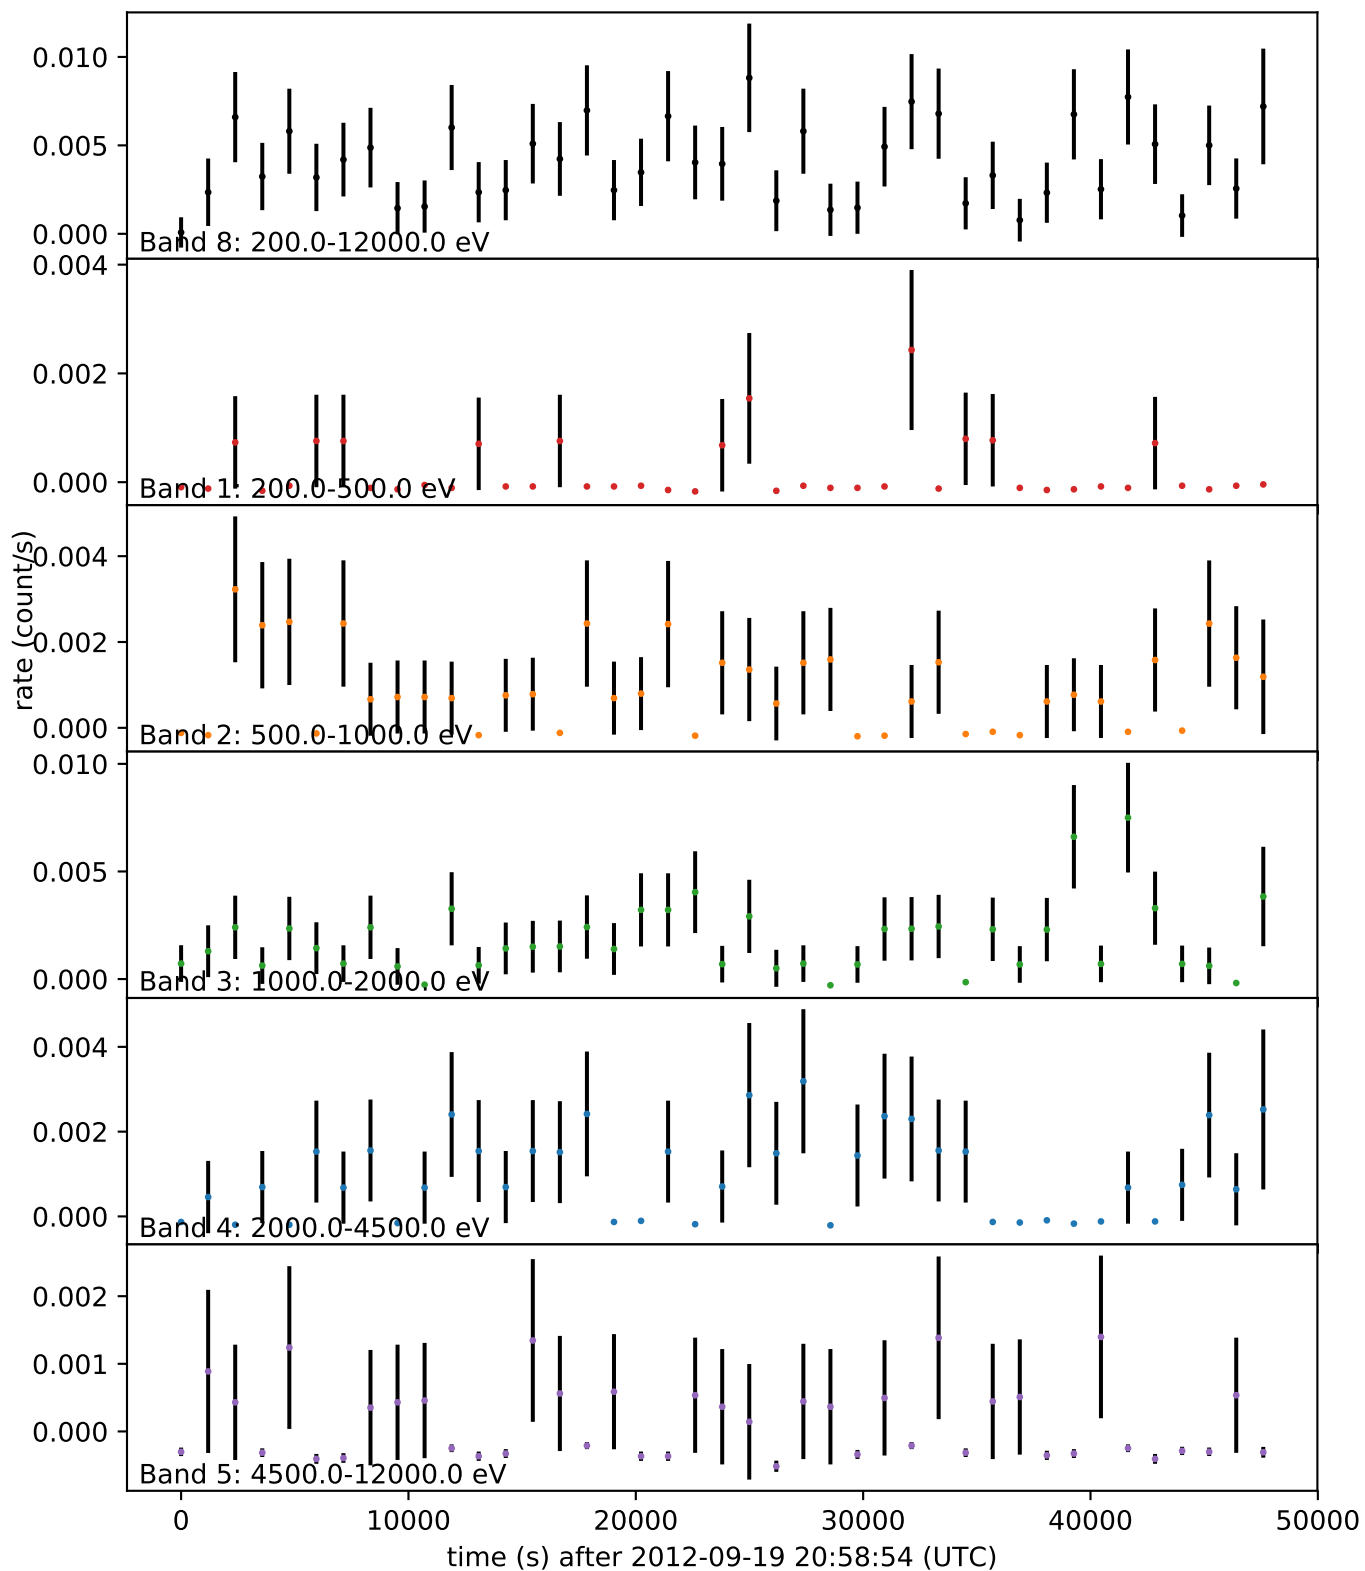 0.010
0.005
0.000
Band 8: 200.0-12000.0 eV
0.004
0.002
0.000
Band 1: 200.0-500.0 eV
rate (count/s)
0.004
0.002
0.000
Band 2: 500.0-1000.0 eV
0.010
0.005
0.000
Band 3: 1000.0-2000.0 eV
0.004
0.002
0.000
Band 4: 2000.0-4500.0 eV
0.002
0.001
0.000
Band 5: 4500.0-12000.0 eV
0 10000 20000 30000 40000 50000
time (s) after 2012-09-19 20:58:54 (UTC)